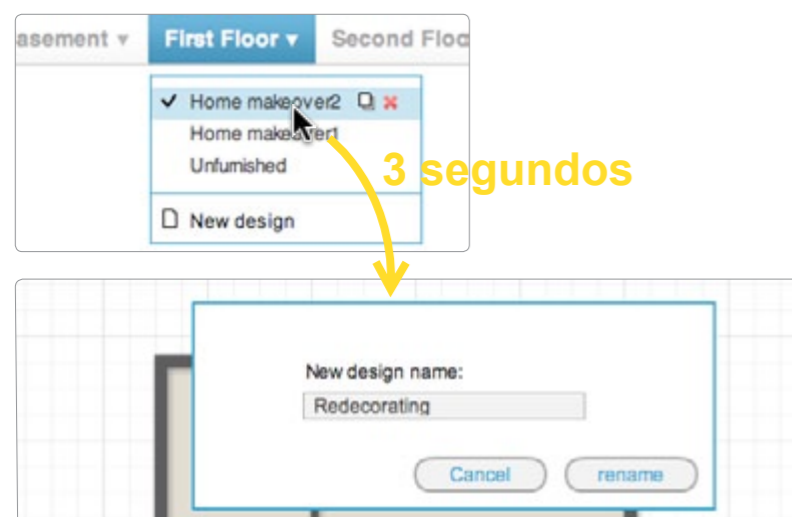 asement ▾ First Floor ▾ Second Floo
Home makeover2
Home makeover1
Unfurnished
New design
3 segundos
New design name:
Redecorating
Cancel rename